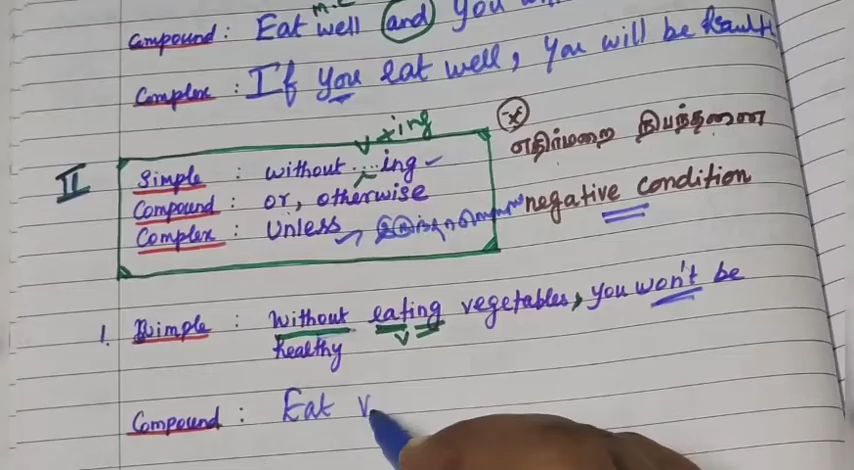 Compound : Eat well and you
Complex : If you eat well, you will be
V+ing
II
Simple : without ....ing
Compound : or, otherwise
Complex : Unless
எதிர்மறை நிபந்தனை
negative condition
1. Simple : Without eating vegetables, you won't be
V
healthy
Compound : Eat v